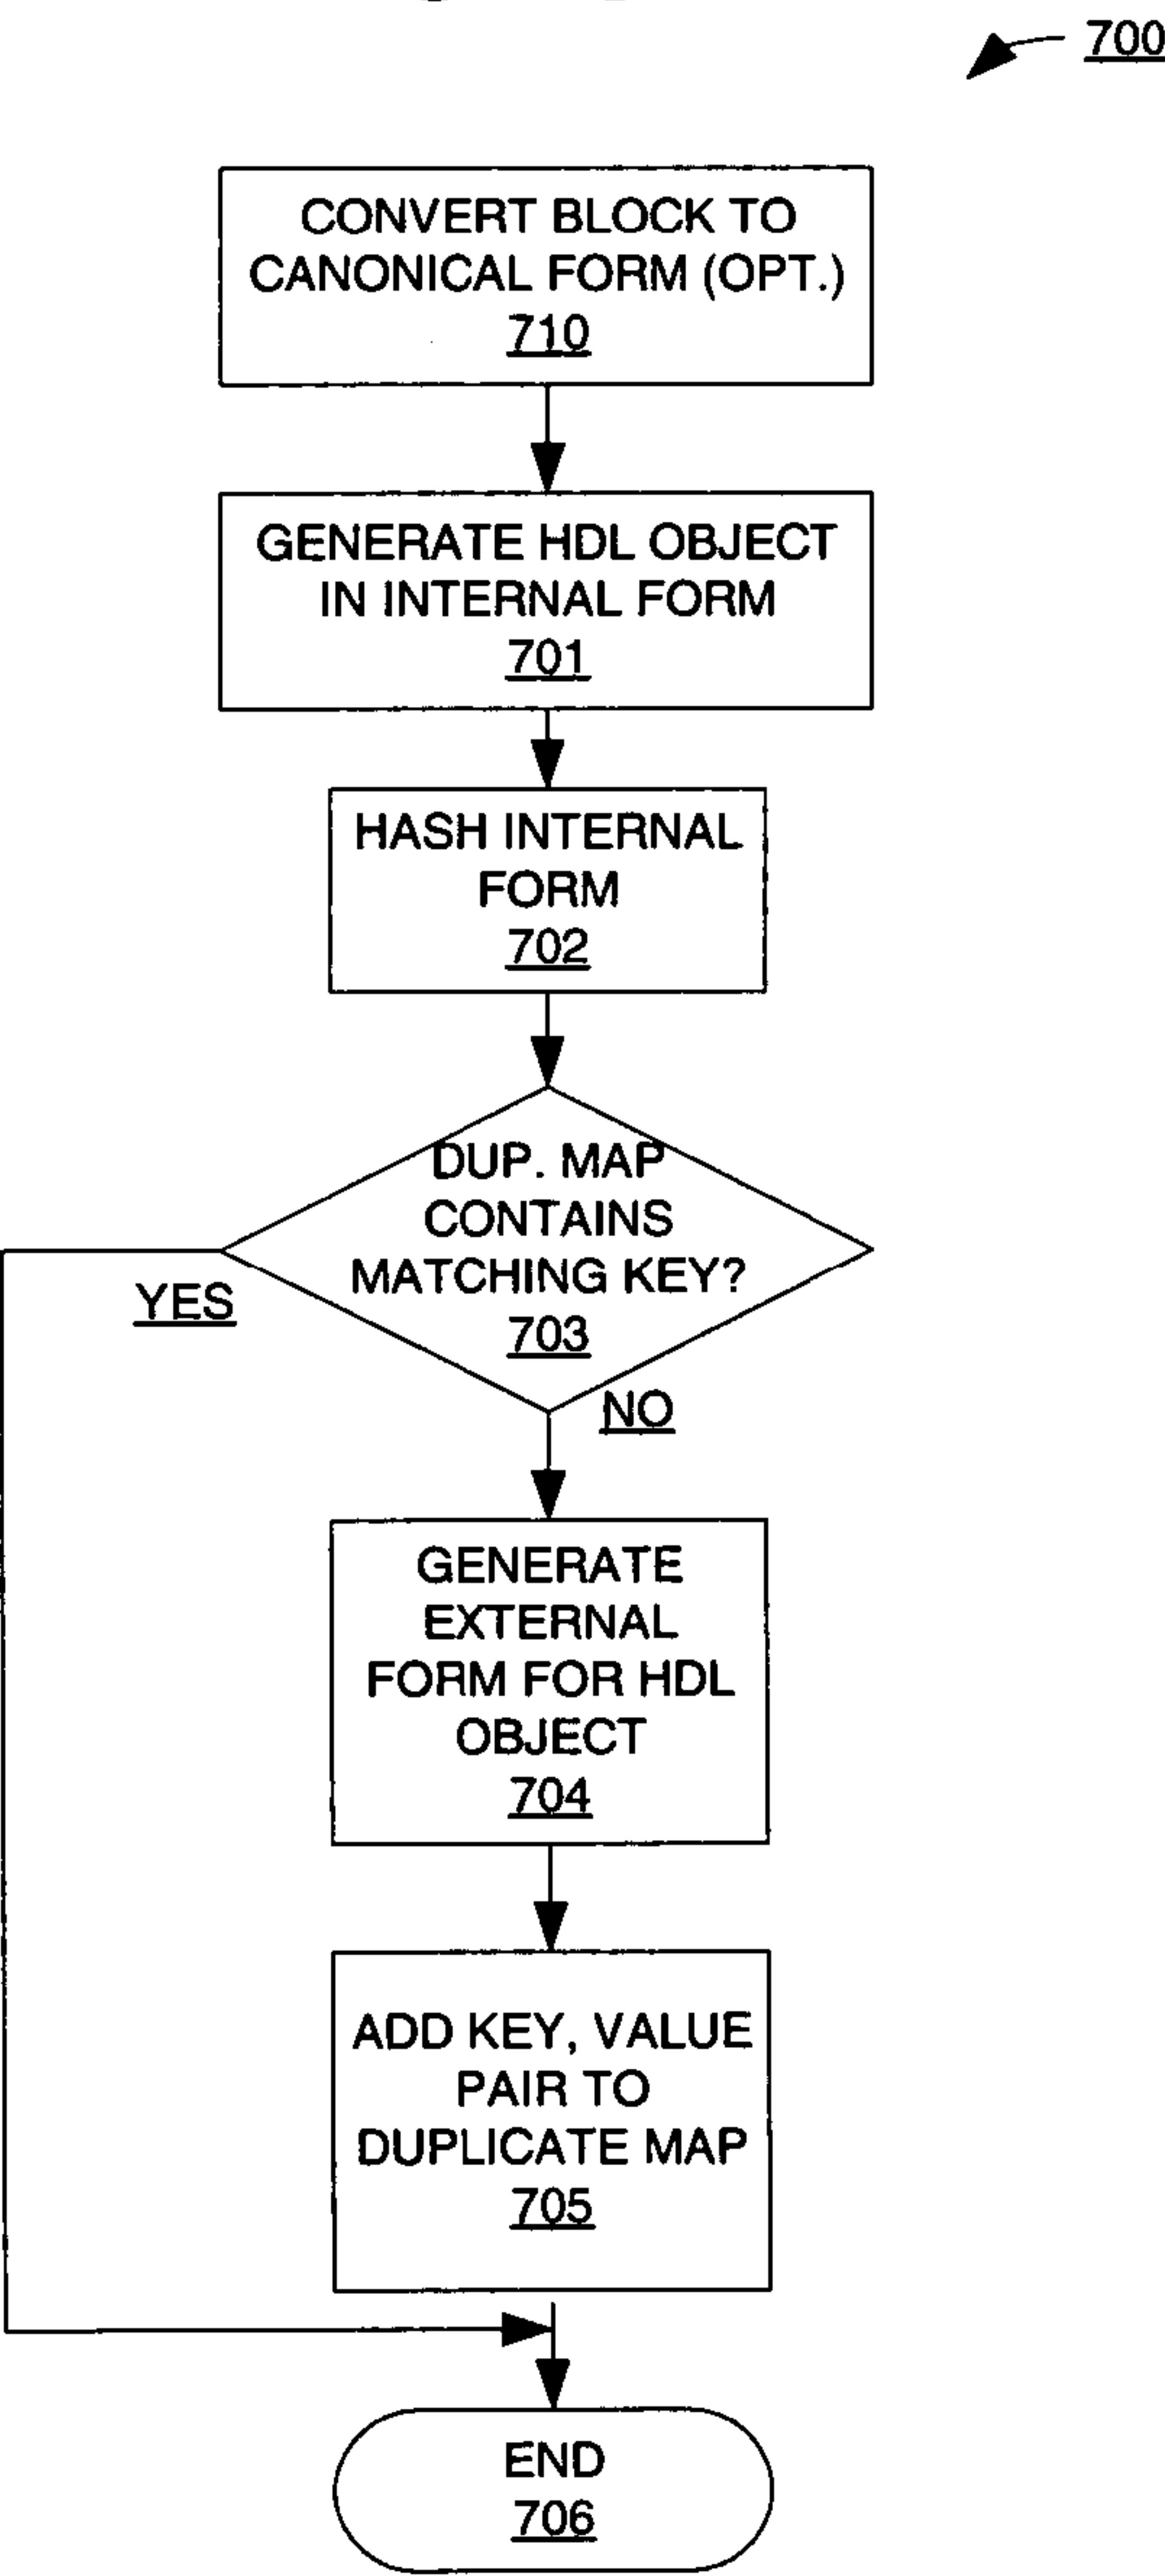 700
CONVERT BLOCK TO
CANONICAL FORM (OPT.)
710
GENERATE HDL OBJECT
IN INTERNAL FORM
701
HASH INTERNAL
FORM
702
DUP. MAP
CONTAINS
MATCHING KEY?
703
YES
NO
GENERATE
EXTERNAL
FORM FOR HDL
OBJECT
704
ADD KEY, VALUE
PAIR TO
DUPLICATE MAP
705
END
706